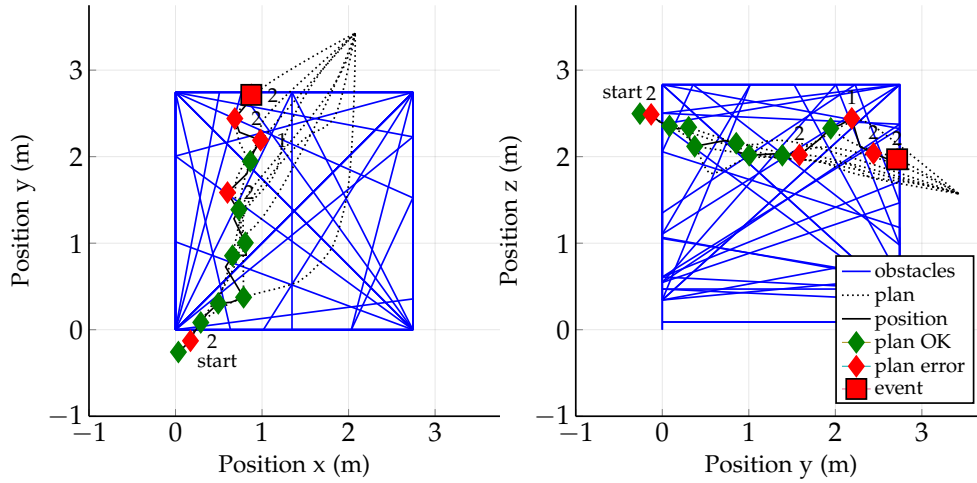 3
2
1
0
−1
−1
0
1
2
3
Position y (m)
Position x (m)
2
2
1
2
2
start
3
2
1
0
−1
−1
0
1
2
3
Position z (m)
Position y (m)
start
2
1
2
2
2
obstacles
plan
position
plan OK
plan error
event